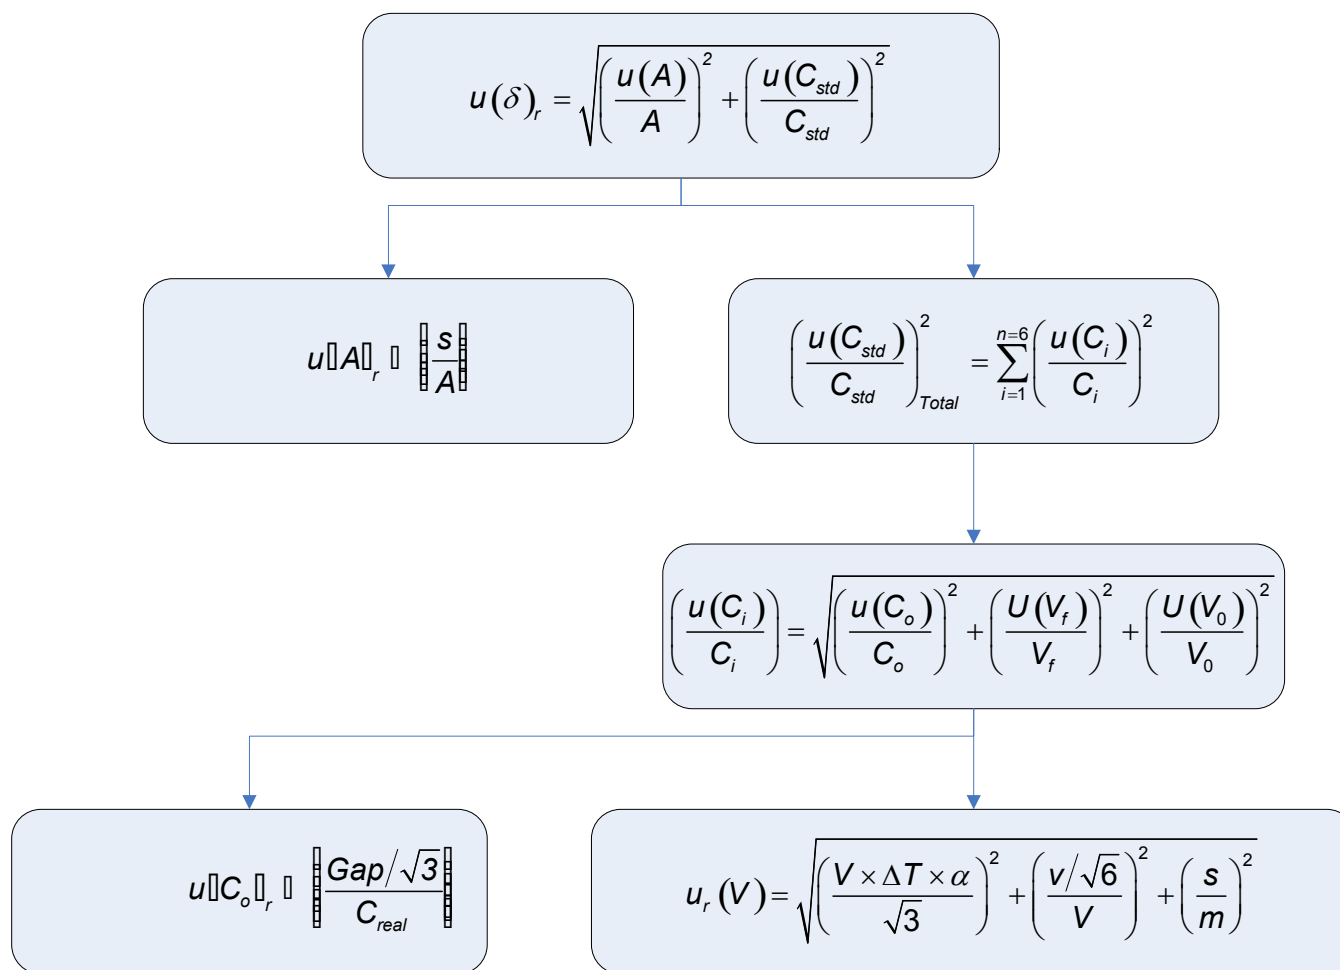 u(δ)_r = √((u(A)/A)² + (u(C_std)/C_std)²)
u▯A▯_r ▯ (s/A)
(u(C_std)/C_std)²_Total = ∑_{i=1}^{n=6} (u(C_i)/C_i)²
(u(C_i)/C_i) = √((u(C_o)/C_o)² + (U(V_f)/V_f)² + (U(V_0)/V_0)²)
u▯C_o▯_r ▯ (Gap/√3 / C_real)
u_r(V) = √((V × ΔT × α / √3)² + (v/√6 / V)² + (s/m)²)